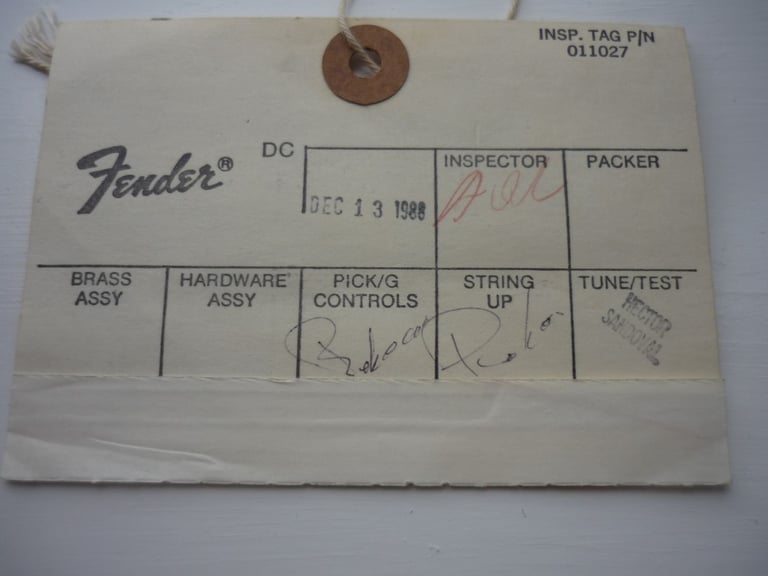 INSP. TAG P/N
011027
Fender®
DC
DEC 13 1988
INSPECTOR
PACKER
BRASS
ASSY
HARDWARE
ASSY
PICK/G
CONTROLS
STRING
UP
TUNE/TEST
HECTOR
SANDOVAL